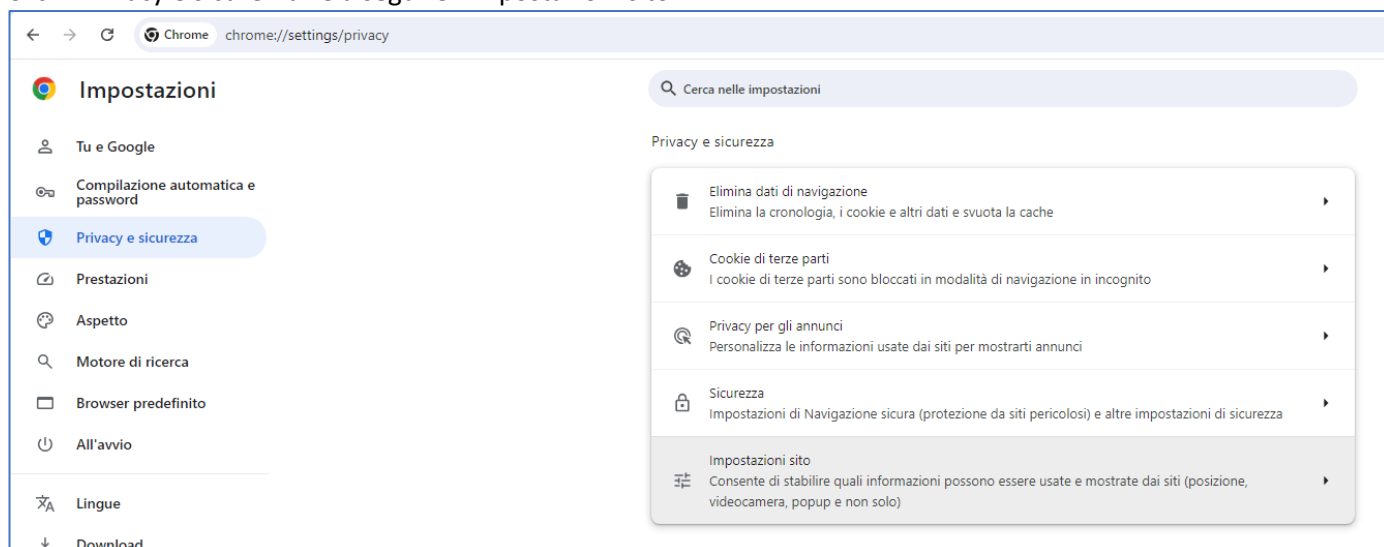 Chrome chrome://settings/privacy
Impostazioni
Cerca nelle impostazioni
Tu e Google
Compilazione automatica e
password
Privacy e sicurezza
Prestazioni
Aspetto
Motore di ricerca
Browser predefinito
All'avvio
Lingue
Download
Privacy e sicurezza
Elimina dati di navigazione
Elimina la cronologia, i cookie e altri dati e svuota la cache
Cookie di terze parti
I cookie di terze parti sono bloccati in modalità di navigazione in incognito
Privacy per gli annunci
Personalizza le informazioni usate dai siti per mostrarti annunci
Sicurezza
Impostazioni di Navigazione sicura (protezione da siti pericolosi) e altre impostazioni di sicurezza
Impostazioni sito
Consente di stabilire quali informazioni possono essere usate e mostrate dai siti (posizione,
videocamera, popup e non solo)